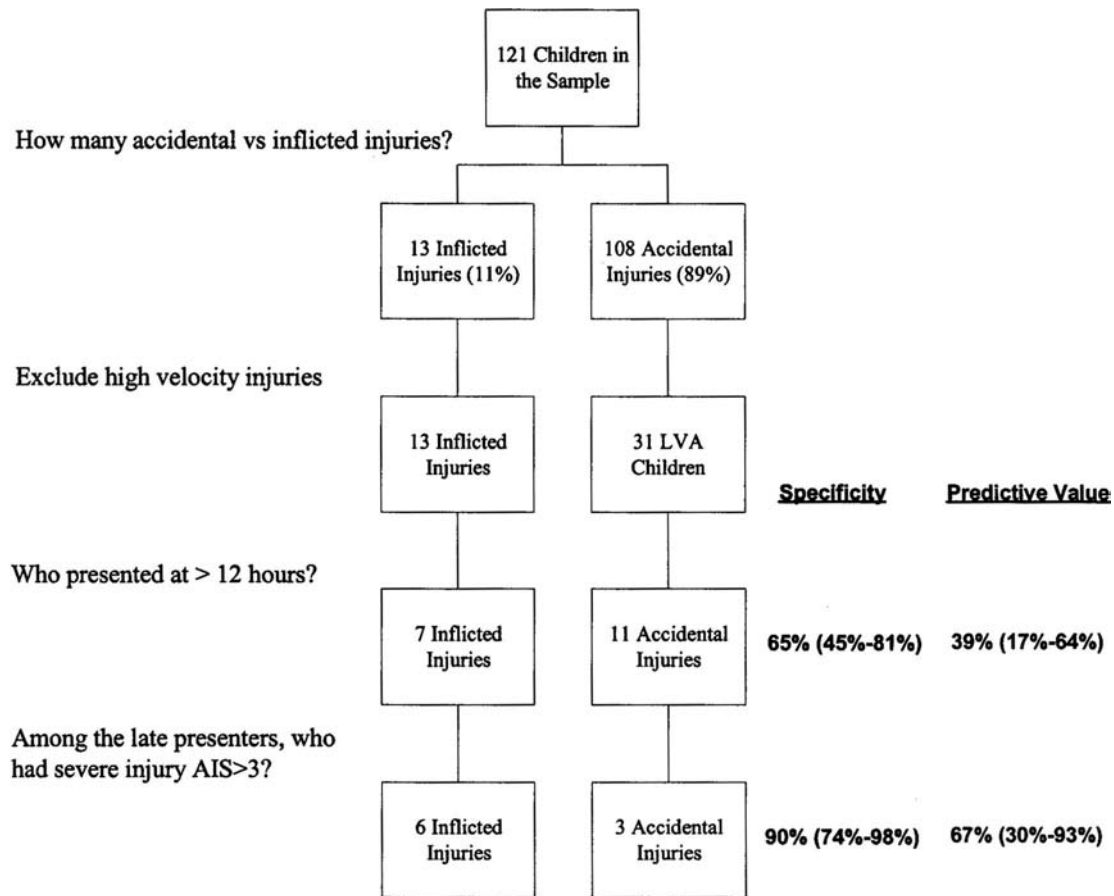 121 Children in
the Sample
How many accidental vs inflicted injuries?
13 Inflicted
Injuries (11%)
108 Accidental
Injuries (89%)
Exclude high velocity injuries
13 Inflicted
Injuries
31 LVA
Children
Specificity
Predictive Value
Who presented at > 12 hours?
7 Inflicted
Injuries
11 Accidental
Injuries
65% (45%-81%)
39% (17%-64%)
Among the late presenters, who
had severe injury AIS>3?
6 Inflicted
Injuries
3 Accidental
Injuries
90% (74%-98%)
67% (30%-93%)